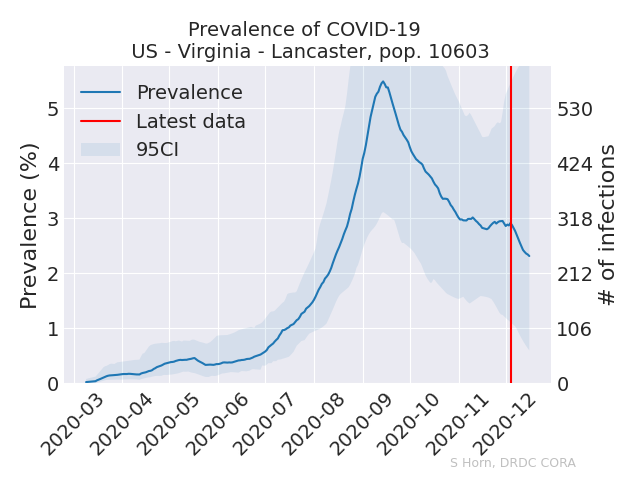 Prevalence of COVID-19
US - Virginia - Lancaster, pop. 10603
Prevalence
Latest data
95CI
Prevalence (%)
5
4
3
2
1
0
530
424
318
212
106
0
# of infections
2020-03
2020-04
2020-05
2020-06
2020-07
2020-08
2020-09
2020-10
2020-11
2020-12
S Horn, DRDC CORA